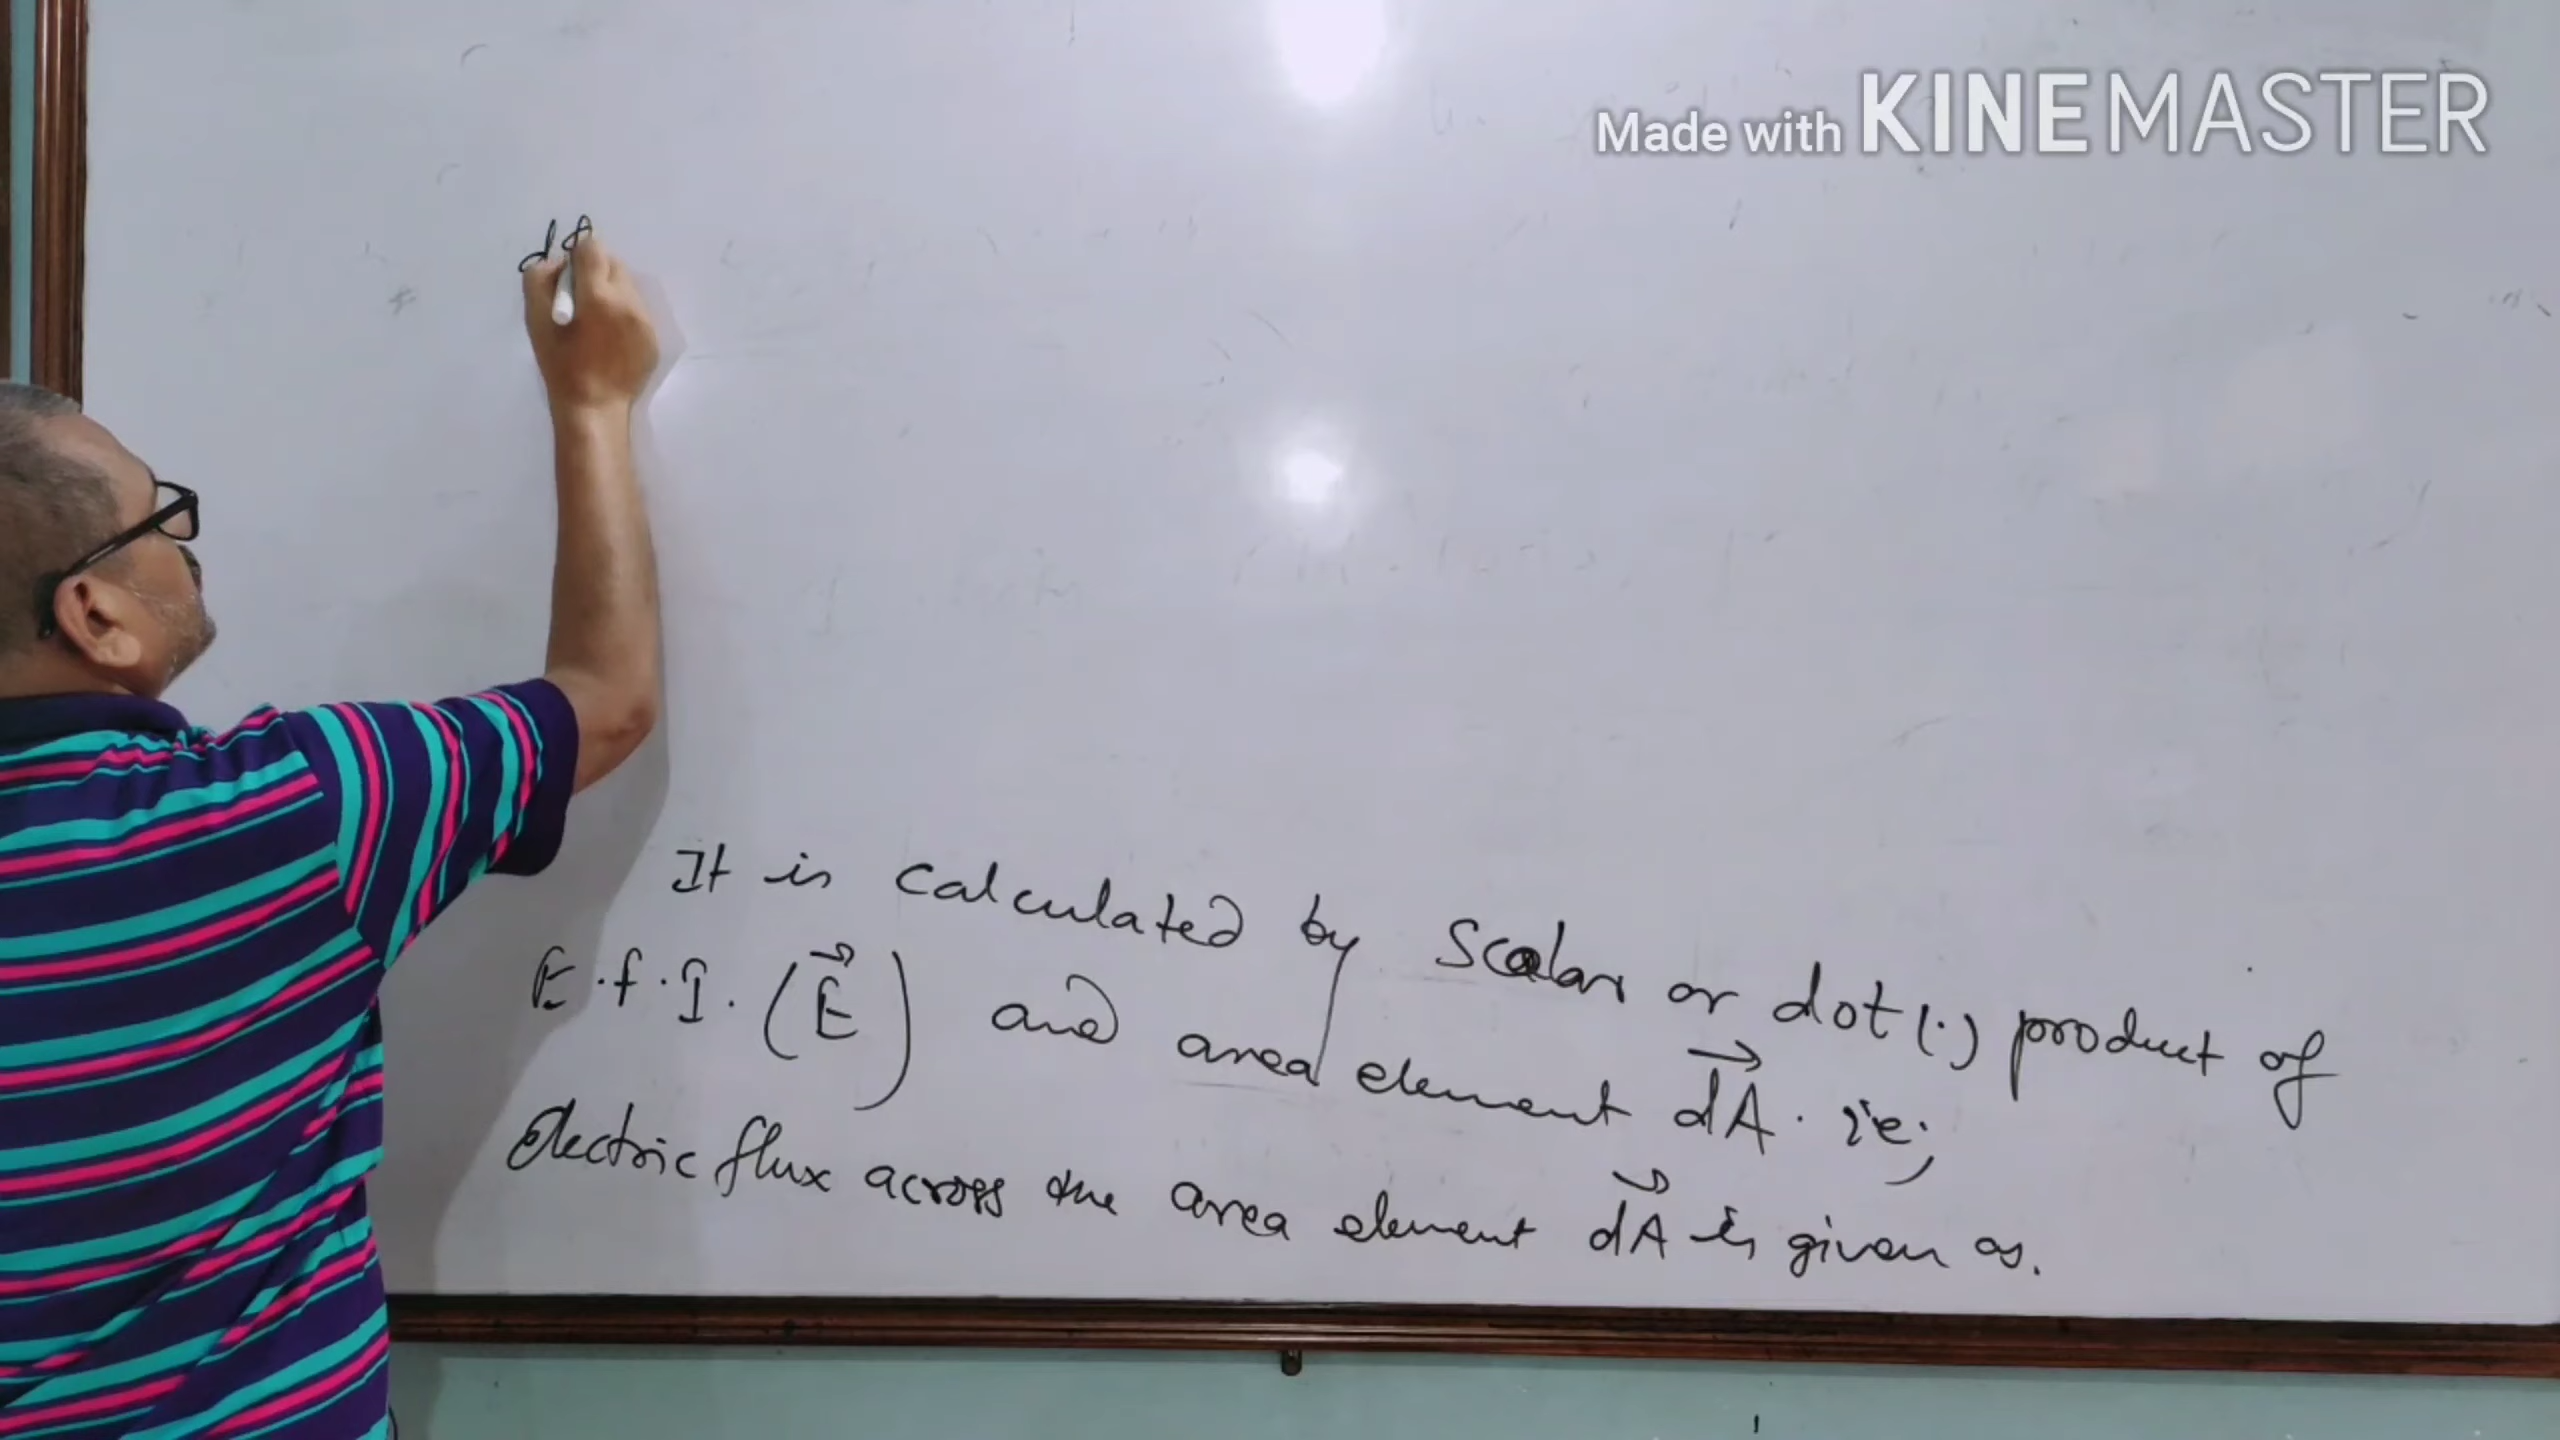 Made with KINEMASTER
It is calculated by Scalar or dot (·) product of
E.f.I. (E⃗) and area element dA⃗. ie;
Electric flux across the area element dA⃗ is given as.